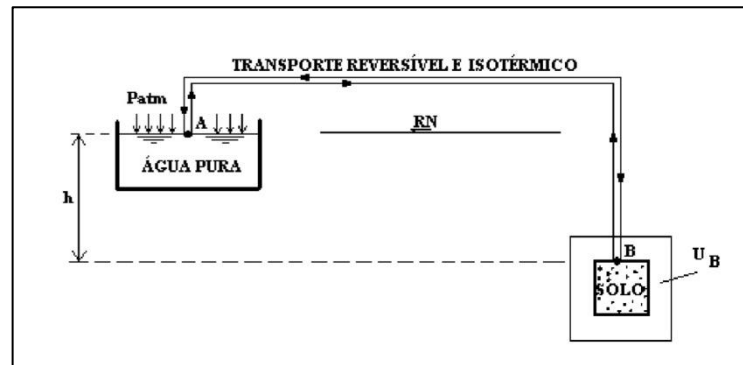 TRANSPORTE REVERSÍVEL E ISOTÉRMICO
Patm
A
RN
ÁGUA PURA
h
B
U B
SOLO